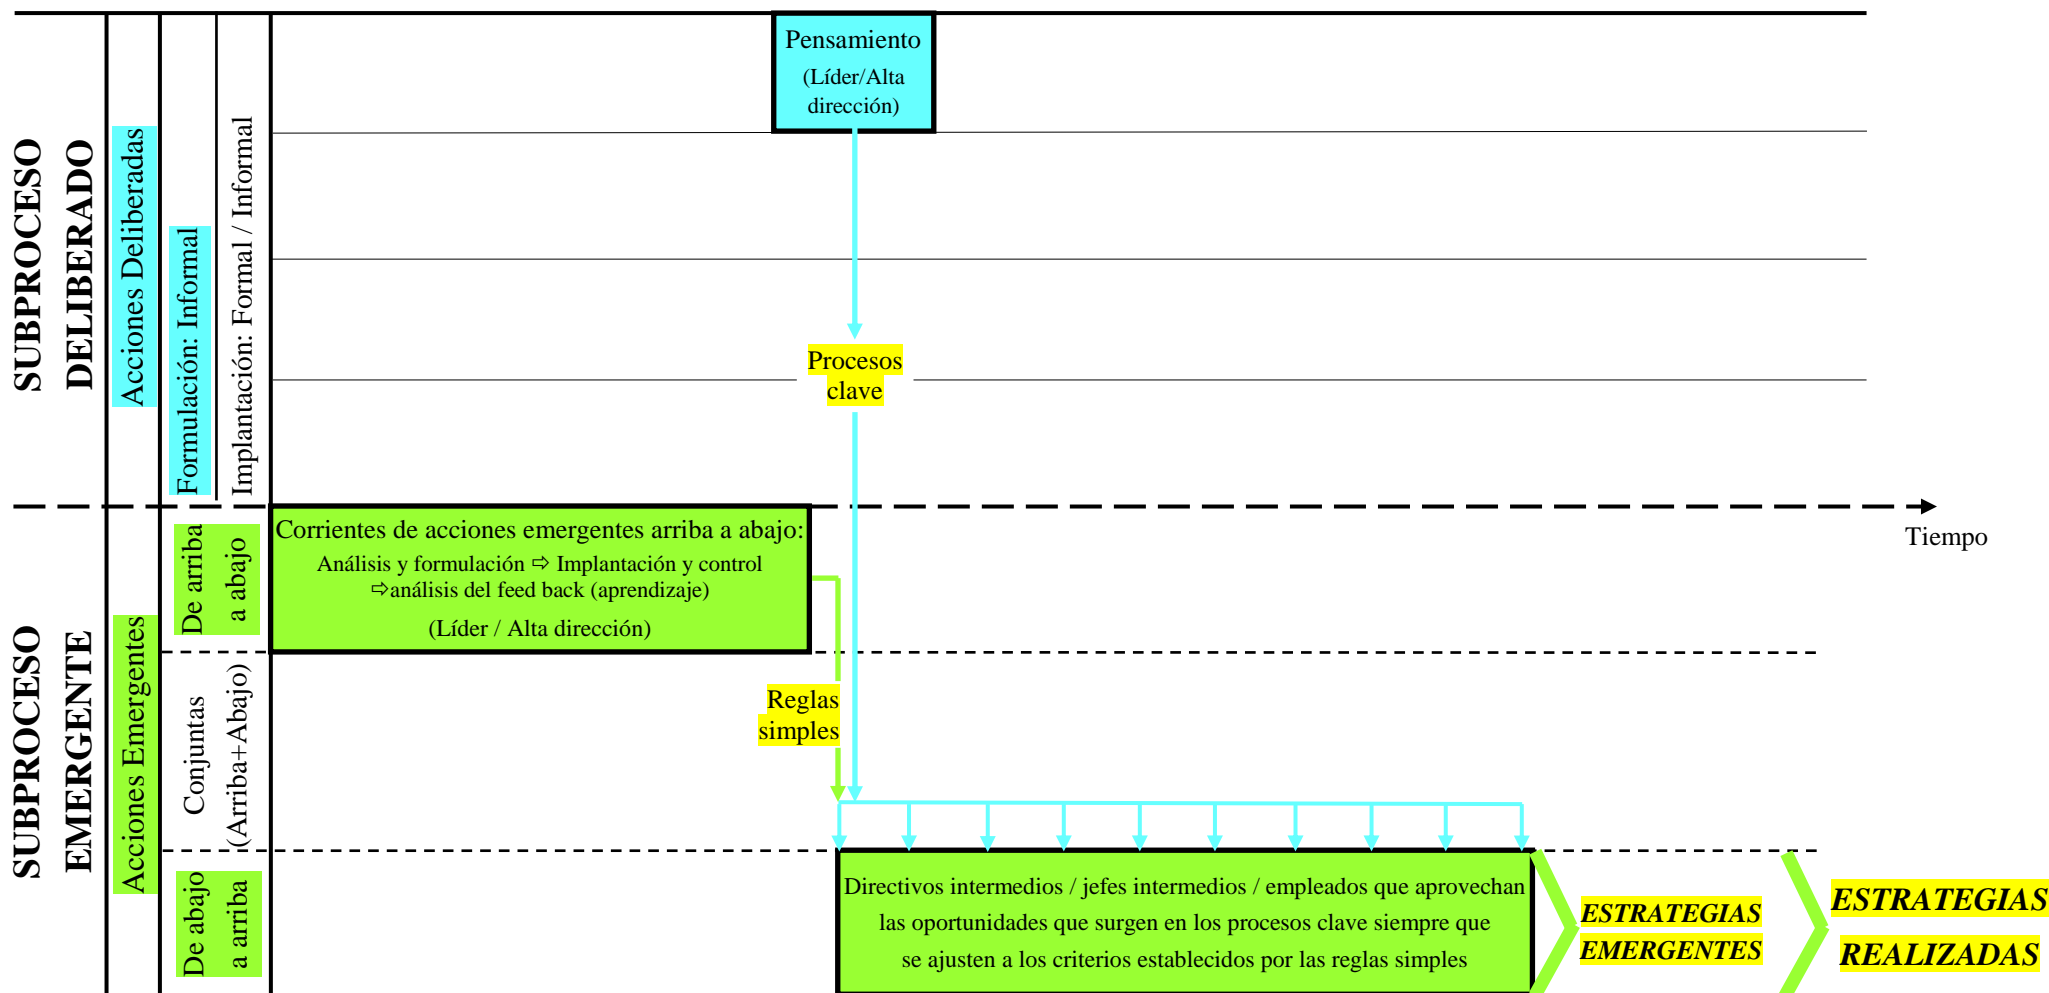 SUBPROCESO
DELIBERADO
Acciones Deliberadas
Formulación: Informal
Implantación: Formal / Informal
Pensamiento
(Líder/Alta
dirección)
Procesos
clave
Tiempo
SUBPROCESO
EMERGENTE
Acciones Emergentes
De arriba
a abajo
Corrientes de acciones emergentes arriba a abajo:
Análisis y formulación ⇨ Implantación y control
⇨análisis del feed back (aprendizaje)
(Líder / Alta dirección)
Conjuntas
(Arriba+Abajo)
Reglas
simples
De abajo
a arriba
Directivos intermedios / jefes intermedios / empleados que aprovechan
las oportunidades que surgen en los procesos clave siempre que
se ajusten a los criterios establecidos por las reglas simples
ESTRATEGIAS
EMERGENTES
ESTRATEGIAS
REALIZADAS